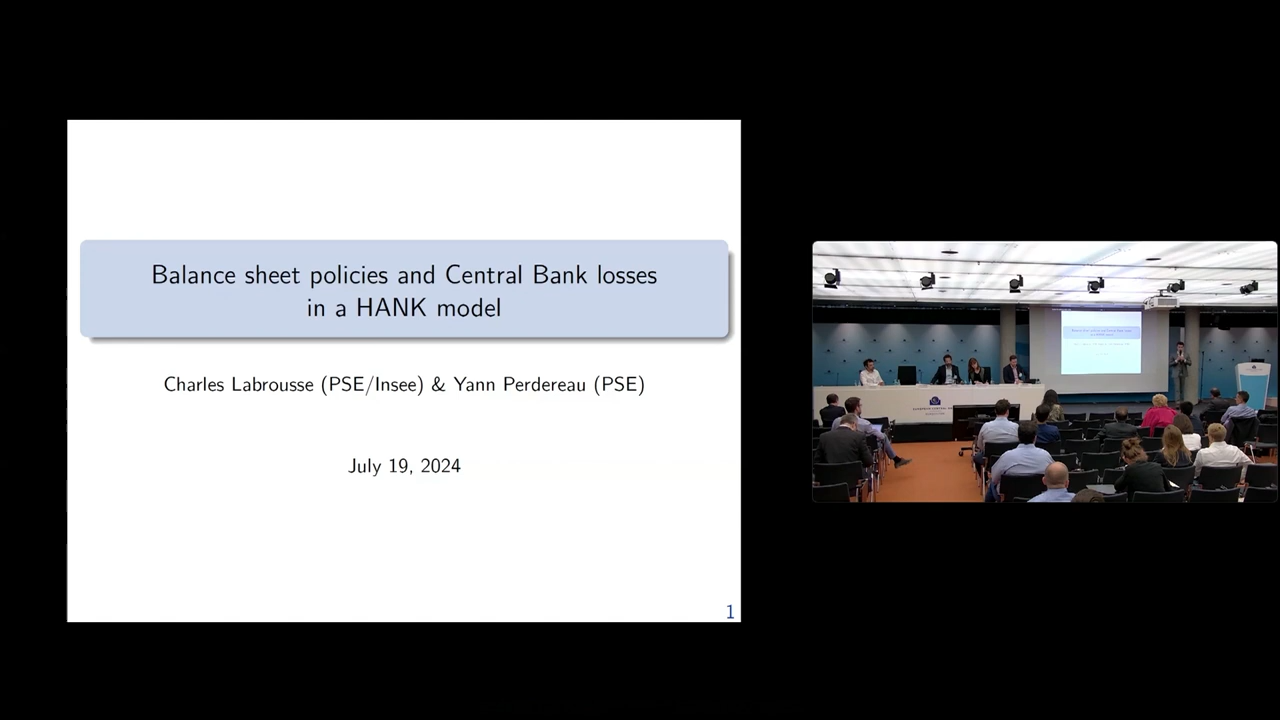 Balance sheet policies and Central Bank losses
in a HANK model
Charles Labrousse (PSE/Insee) & Yann Perdereau (PSE)
July 19, 2024
1